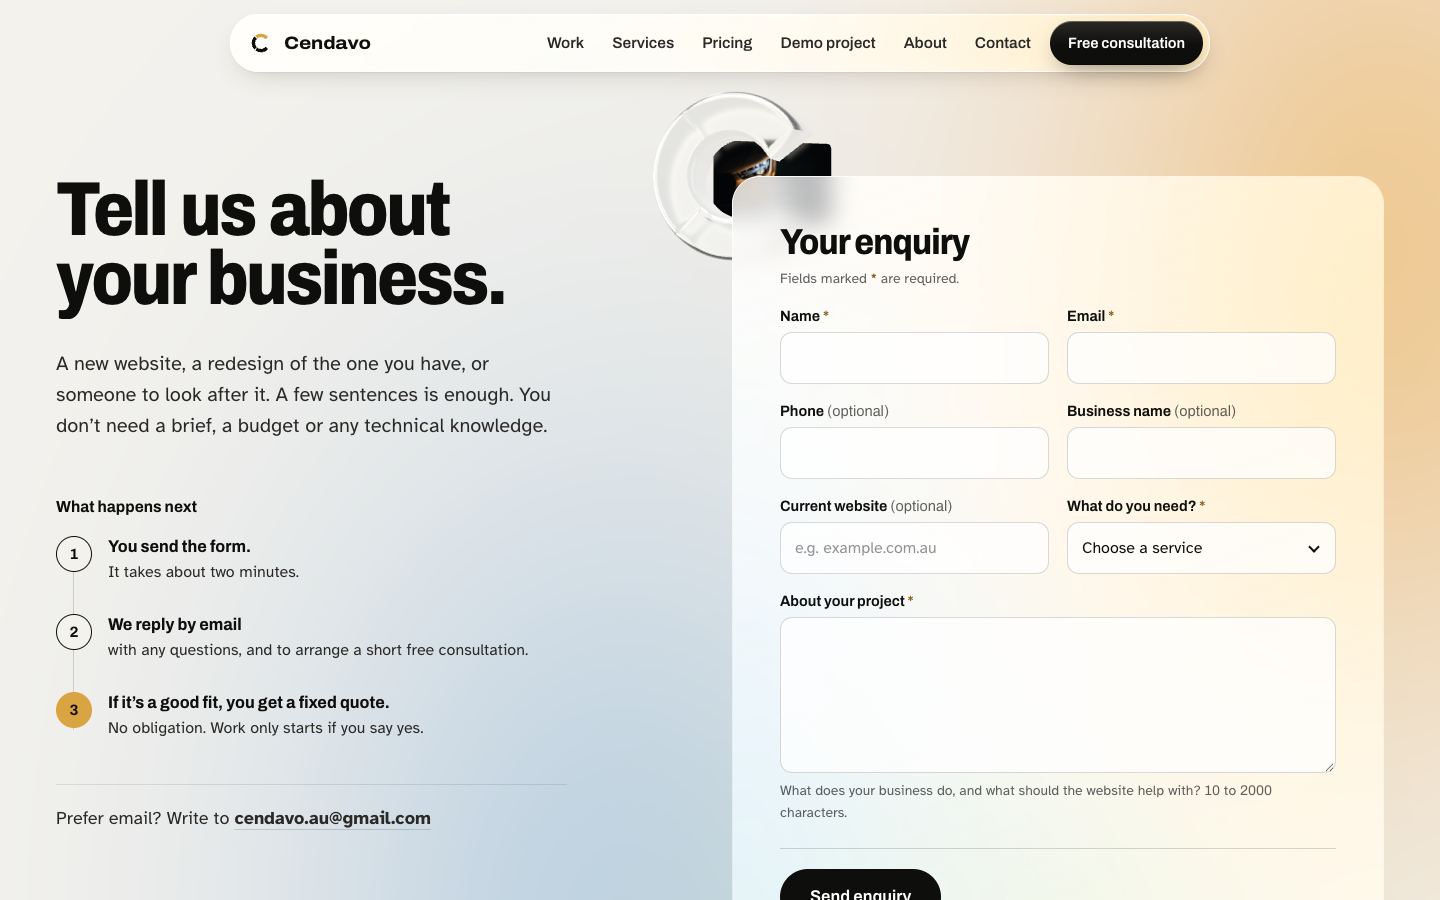 Cendavo
Work
Services
Pricing
Demo project
About
Contact
Free consultation
Tell us about
your business.
A new website, a redesign of the one you have, or
someone to look after it. A few sentences is enough. You
don’t need a brief, a budget or any technical knowledge.
What happens next
1
You send the form.
It takes about two minutes.
2
We reply by email
with any questions, and to arrange a short free consultation.
3
If it’s a good fit, you get a fixed quote.
No obligation. Work only starts if you say yes.
Prefer email? Write to cendavo.au@gmail.com
Your enquiry
Fields marked * are required.
Name *
Email *
Phone (optional)
Business name (optional)
Current website (optional)
What do you need? *
e.g. example.com.au
Choose a service
About your project *
What does your business do, and what should the website help with? 10 to 2000
characters.
Send enquiry